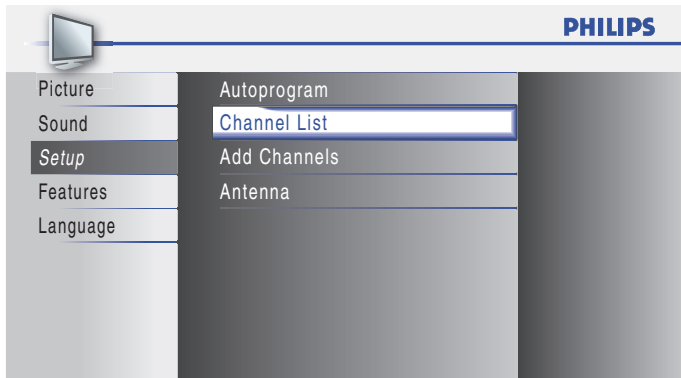 PHILIPS
Picture
Sound
Setup
Features
Language
Autoprogram
Channel List
Add Channels
Antenna